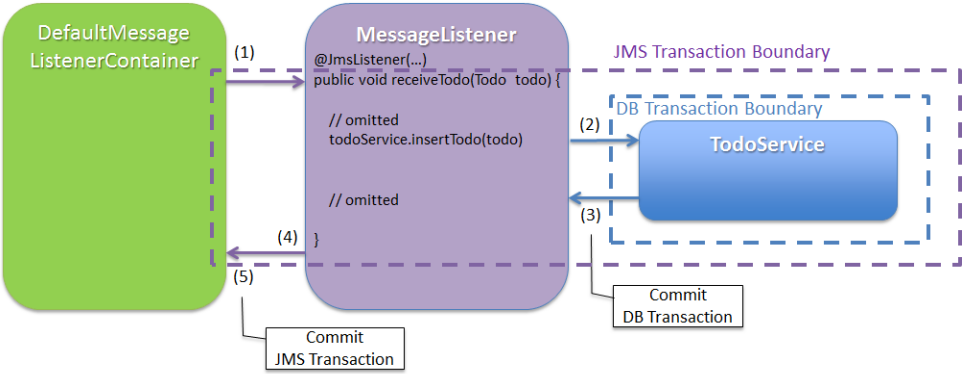 DefaultMessage
ListenerContainer
(1)
MessageListener
@JmsListener(...)
public void receiveTodo(Todo todo) {
// omitted
todoService.insertTodo(todo)
// omitted
}
JMS Transaction Boundary
DB Transaction Boundary
(2)
TodoService
(3)
(4)
(5)
Commit
DB Transaction
Commit
JMS Transaction